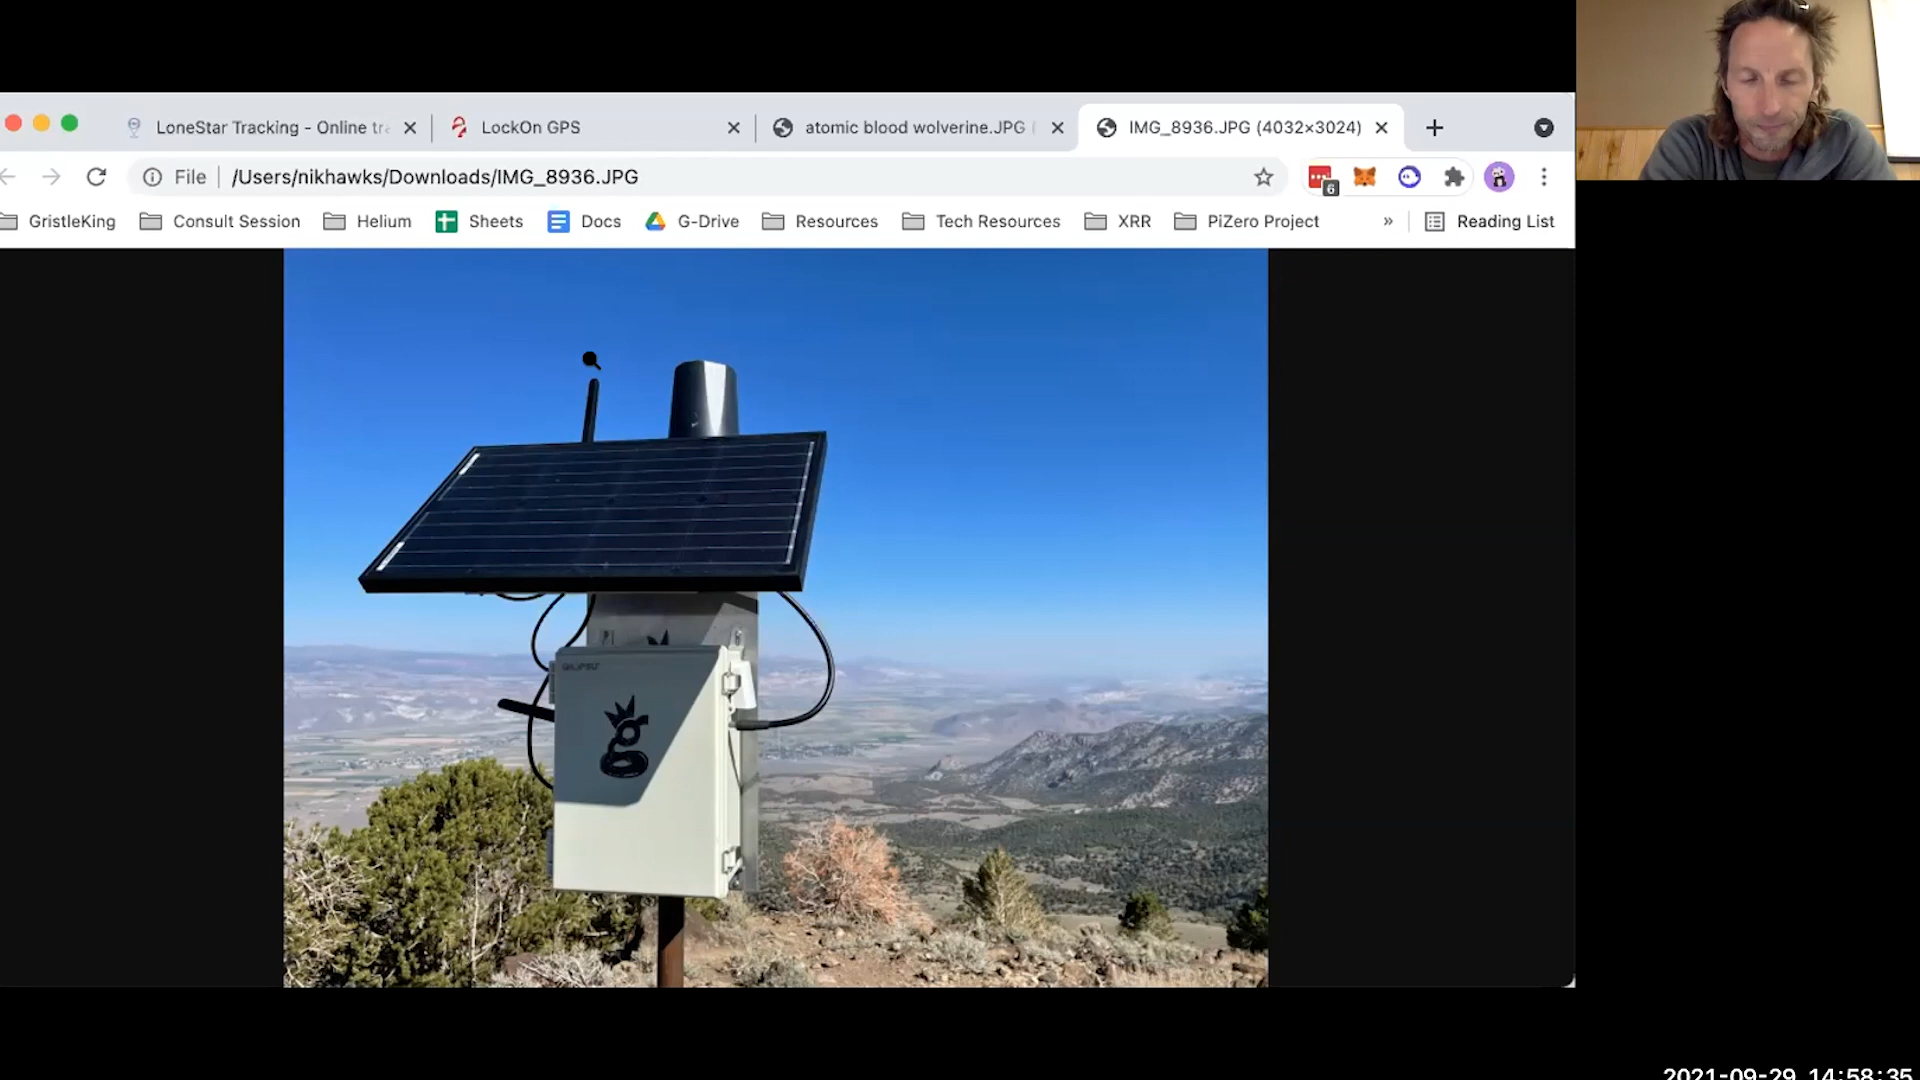 LoneStar Tracking - Online tra
LockOn GPS
atomic blood wolverine.JPG (
IMG_8936.JPG (4032×3024)
File
/Users/nikhawks/Downloads/IMG_8936.JPG
6
GristleKing
Consult Session
Helium
Sheets
Docs
G-Drive
Resources
Tech Resources
XRR
PiZero Project
»
Reading List
g
2021-09-29 14:58:35